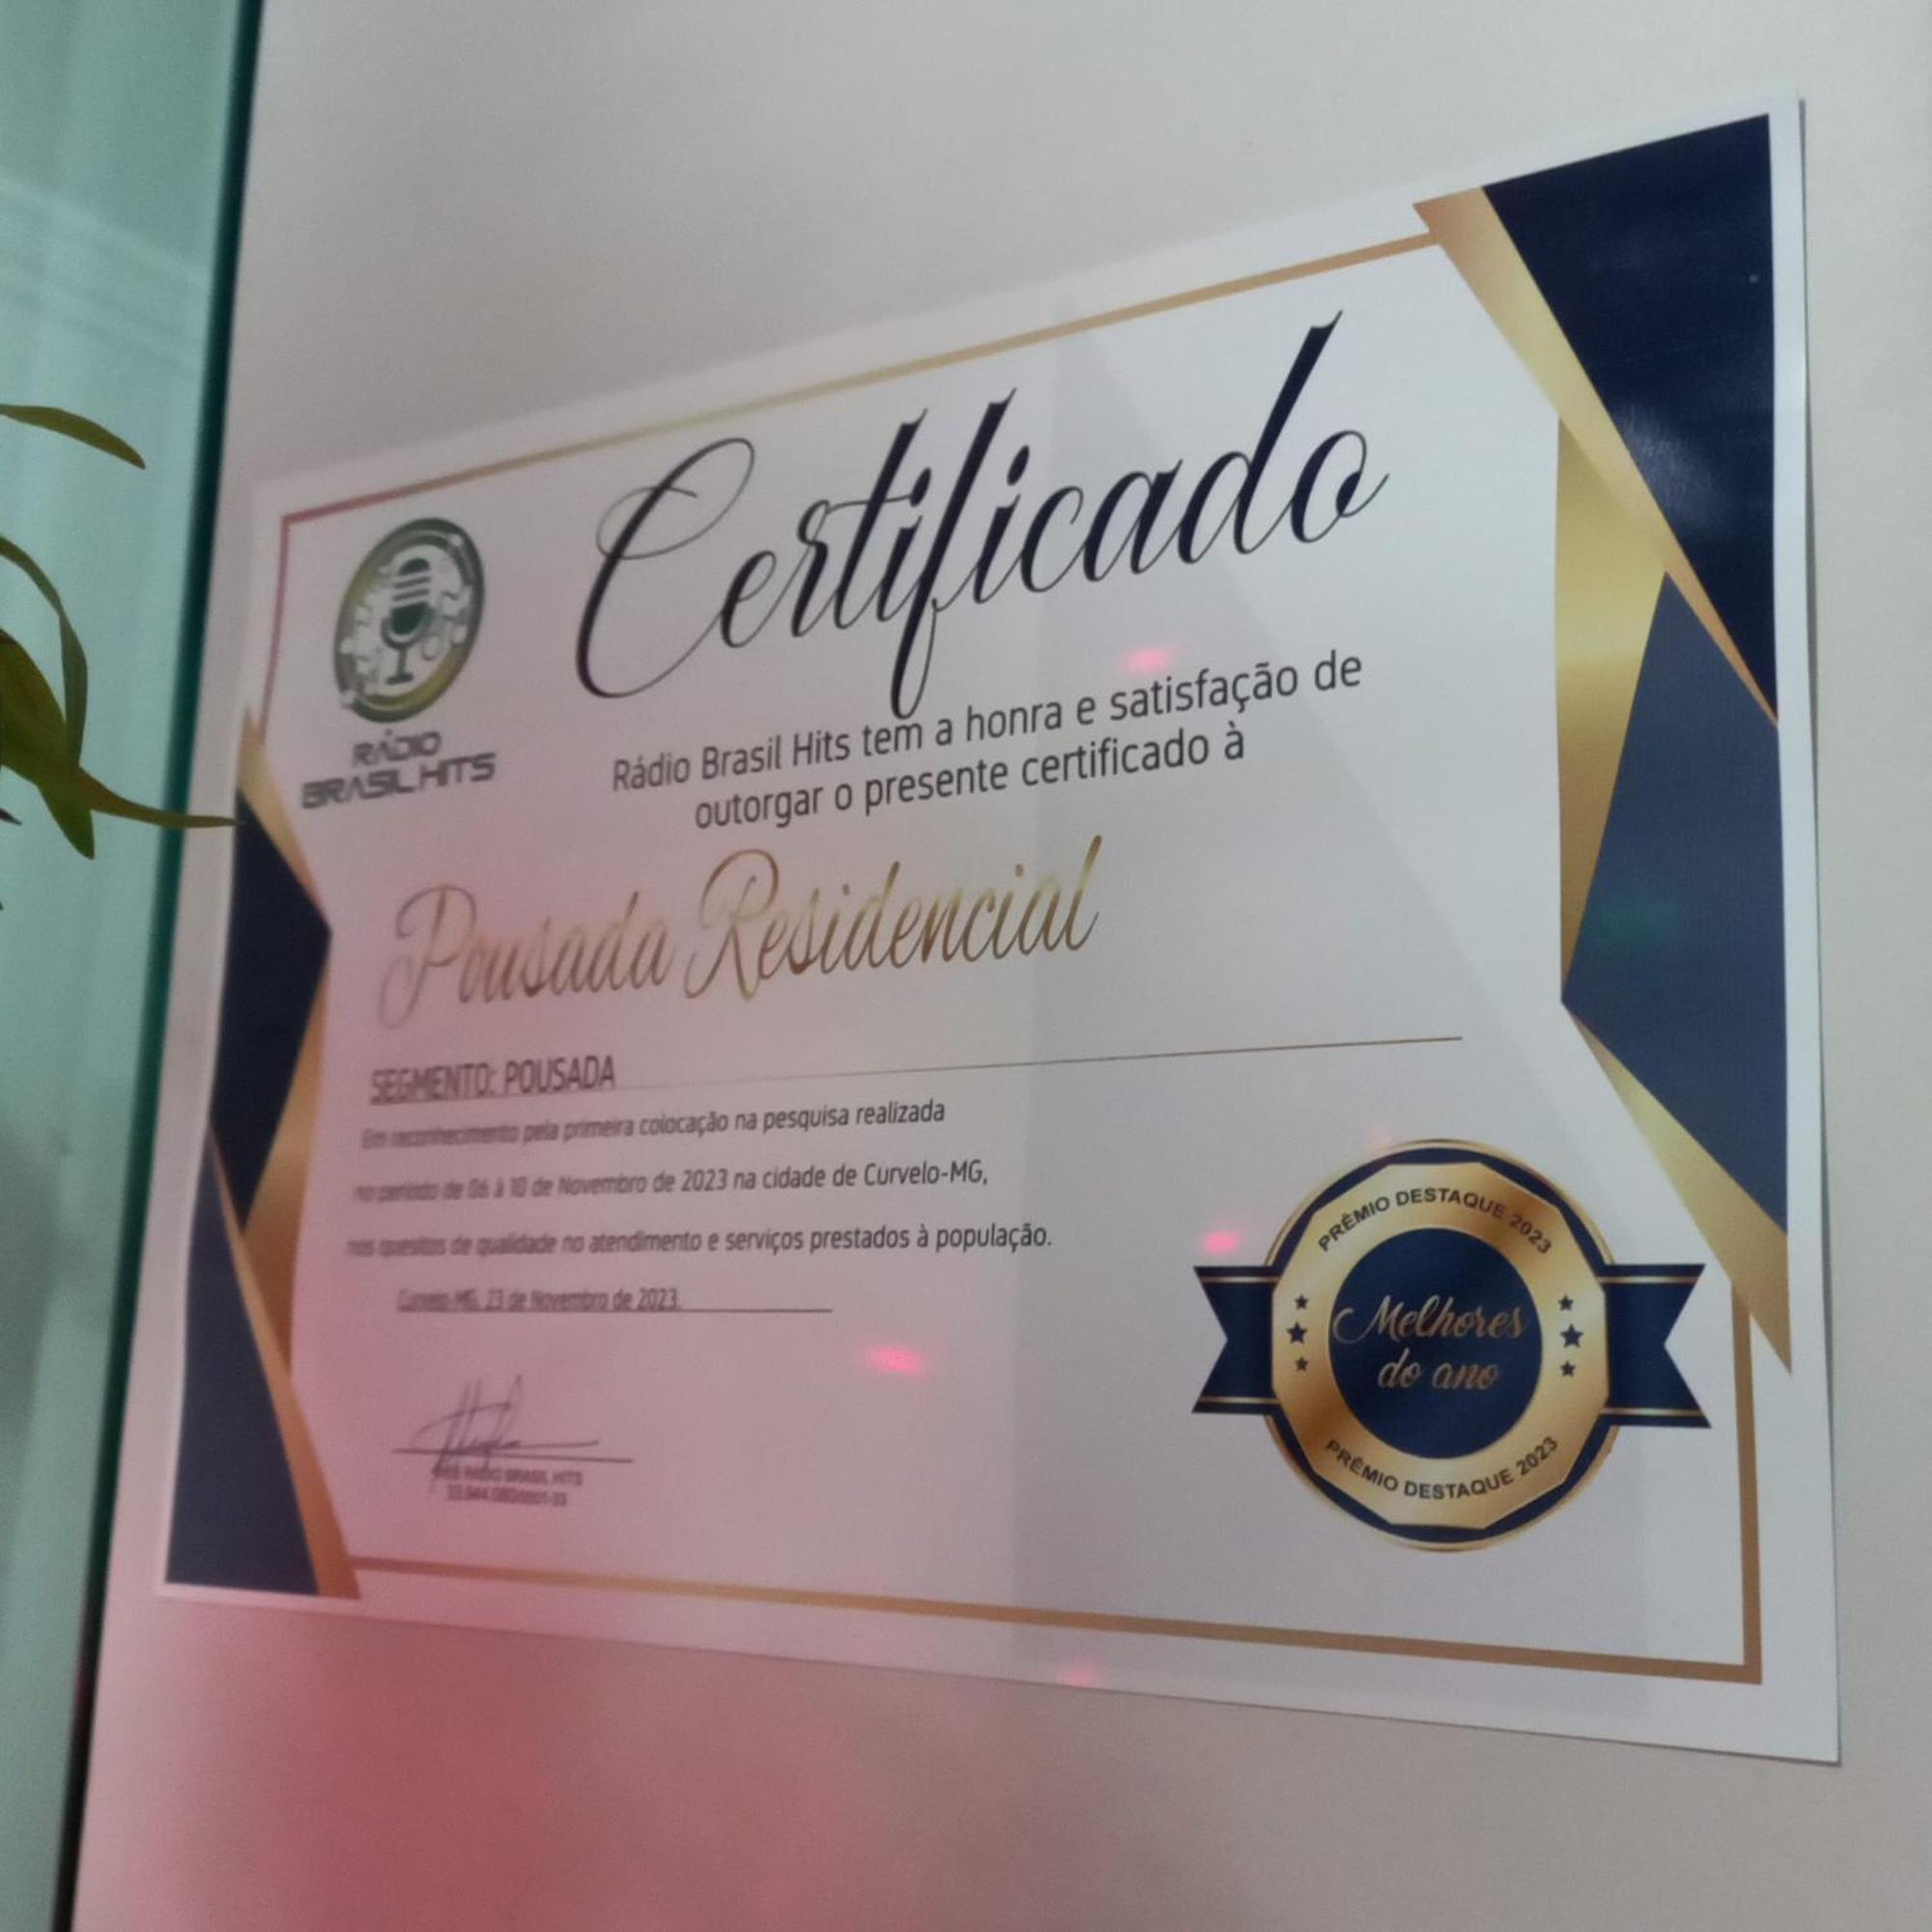 RÁDIO
BRASIL HITS
Certificado
Rádio Brasil Hits tem a honra e satisfação de
outorgar o presente certificado à
Pousada Residencial
SEGMENTO: POUSADA
Em reconhecimento pela primeira colocação na pesquisa realizada
no período de 06 à 10 de Novembro de 2023 na cidade de Curvelo-MG,
nos quesitos de qualidade no atendimento e serviços prestados à população.
Curvelo-MG, 23 de Novembro de 2023.
RÁDIO BRASIL HITS
PRÊMIO DESTAQUE 2023
Melhores
do ano
PRÊMIO DESTAQUE 2023